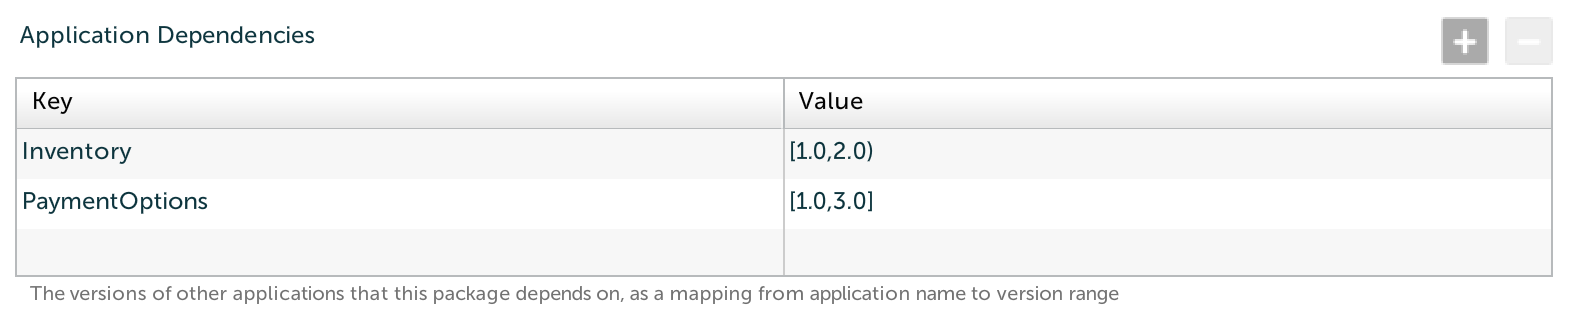 Application Dependencies
Key Value
Inventory [1.0,2.0)
PaymentOptions [1.0,3.0]
The versions of other applications that this package depends on, as a mapping from application name to version range